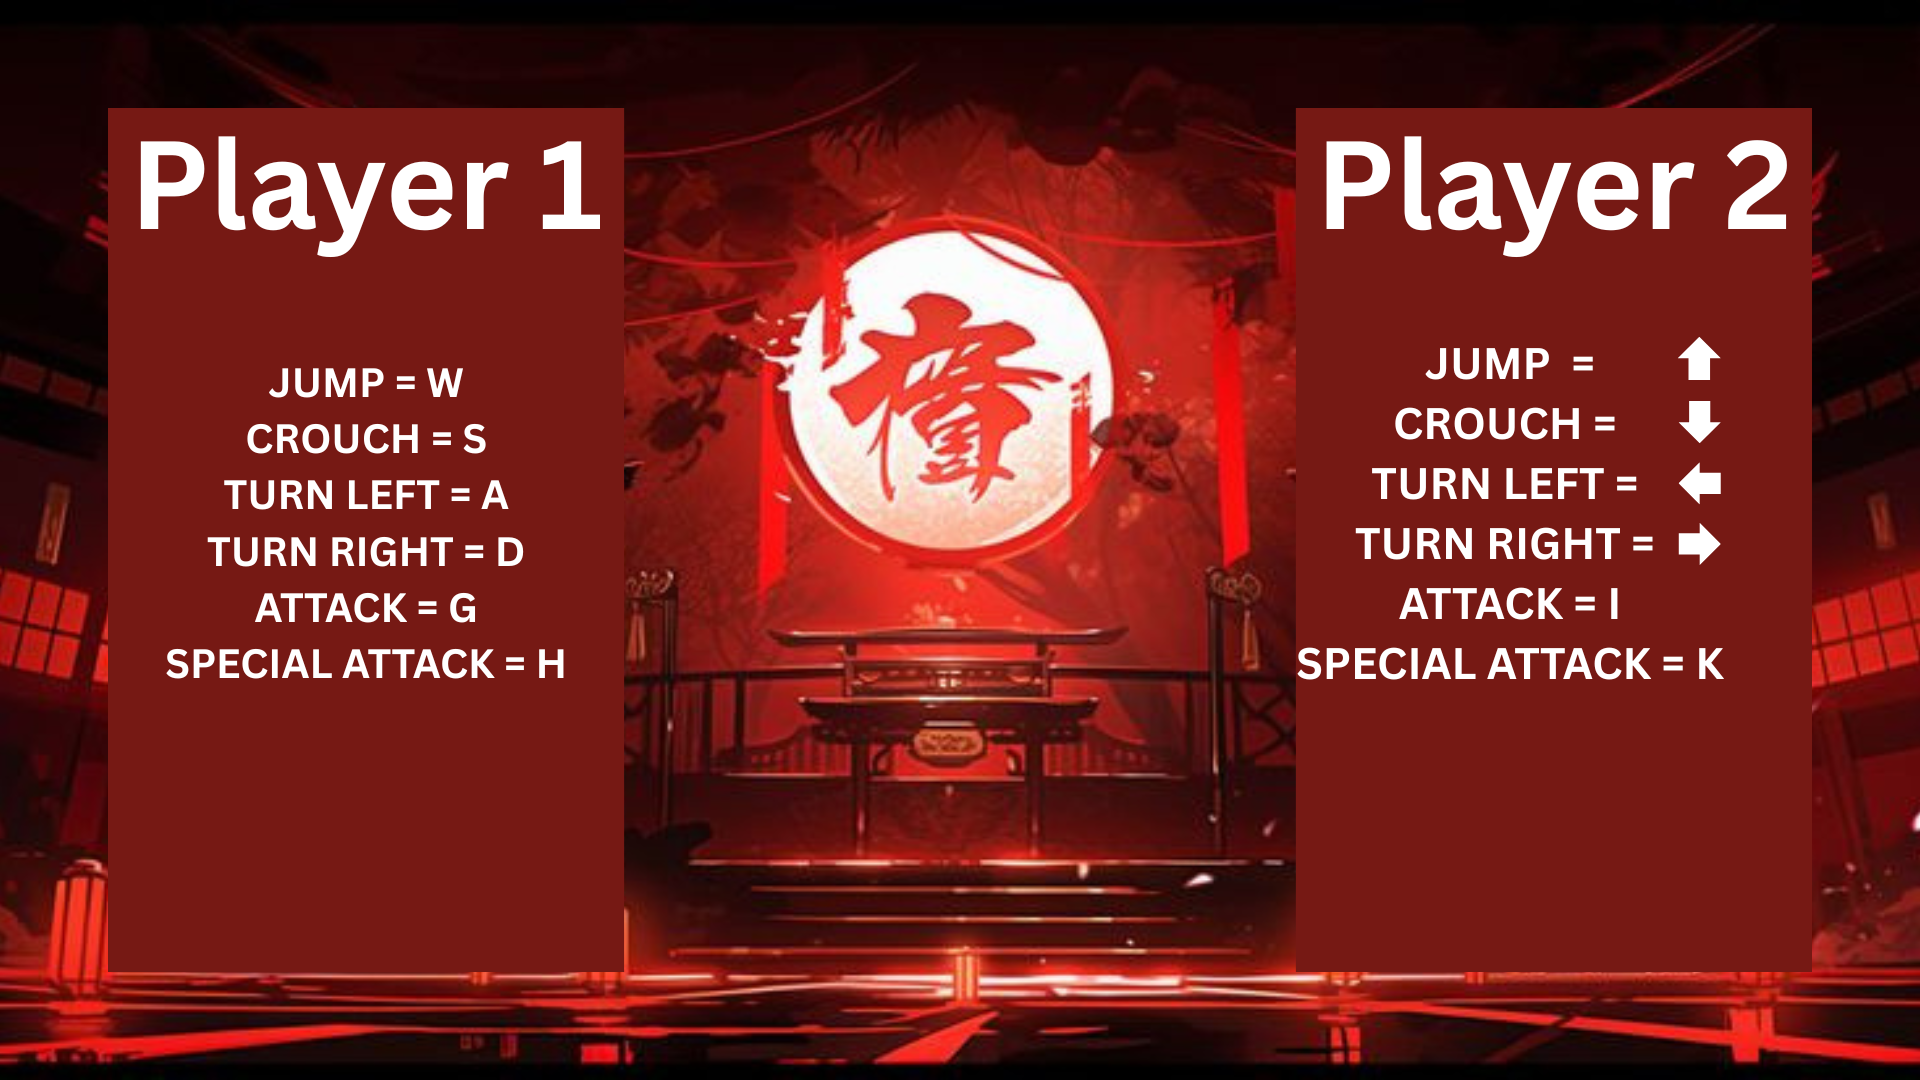 Player 1
JUMP = W
CROUCH = S
TURN LEFT = A
TURN RIGHT = D
ATTACK = G
SPECIAL ATTACK = H
Player 2
JUMP = ⬆
CROUCH = ⬇
TURN LEFT = ⬅
TURN RIGHT = ➡
ATTACK = I
SPECIAL ATTACK = K